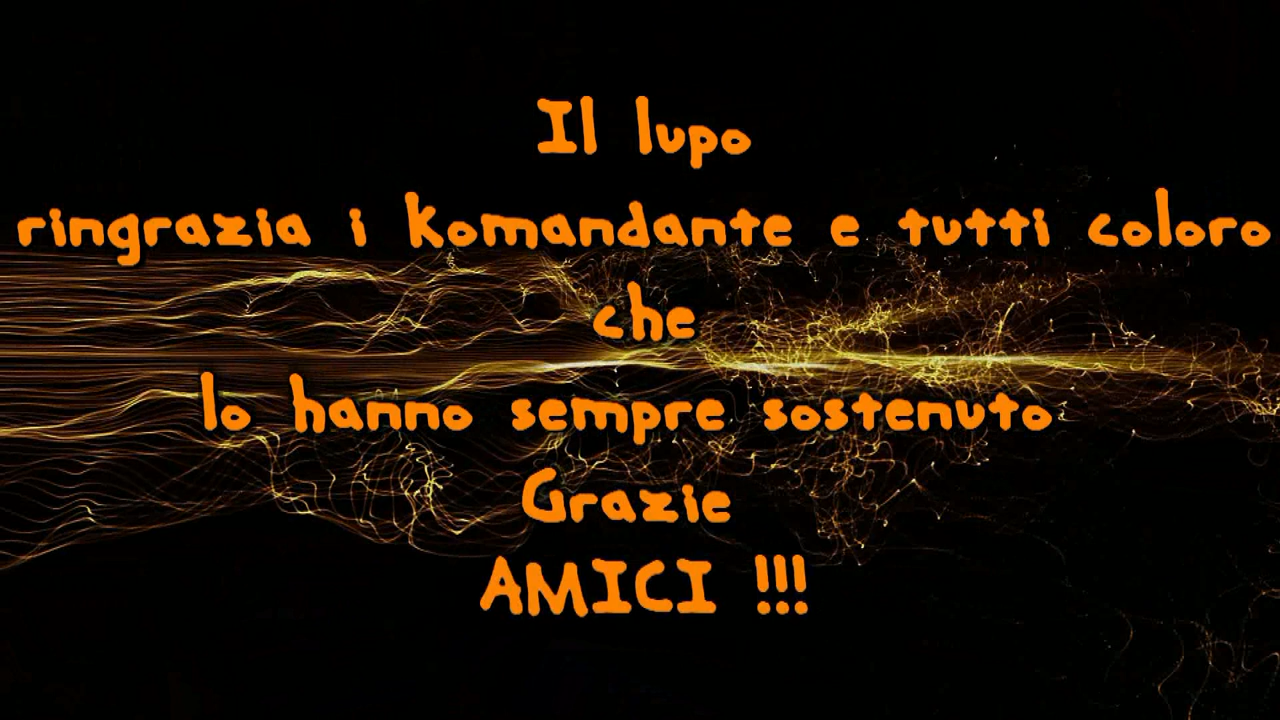 Il lupo
ringrazia i Komandante e tutti coloro
che
lo hanno sempre sostenuto
Grazie
AMICI !!!